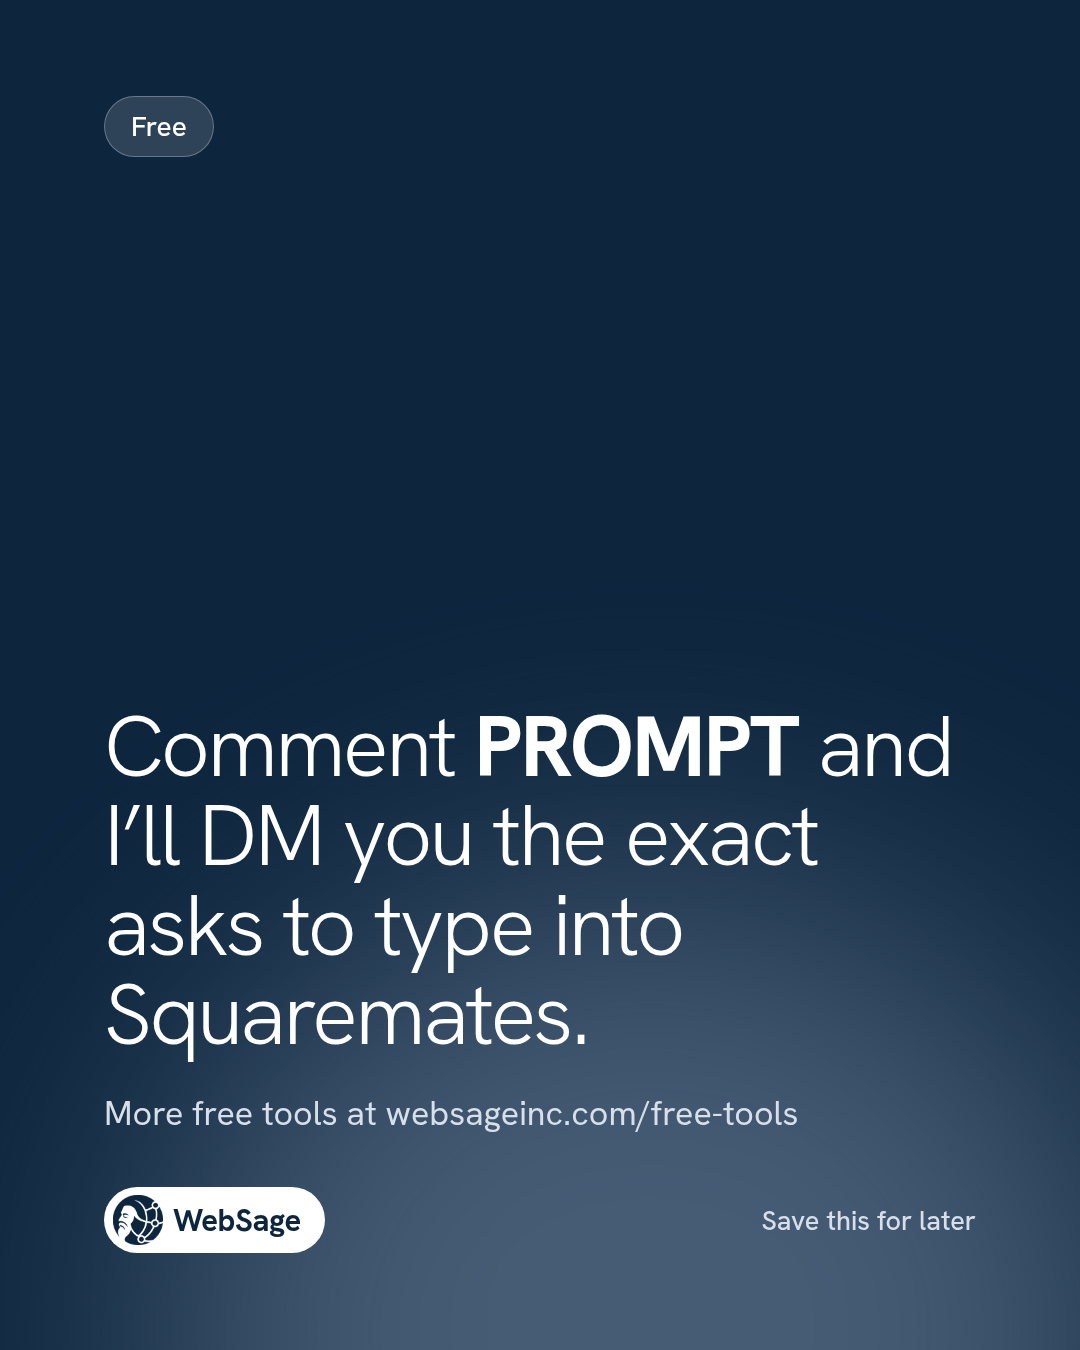 Free
Comment PROMPT and
I’ll DM you the exact
asks to type into
Squaremates.
More free tools at websageinc.com/free-tools
WebSage
Save this for later